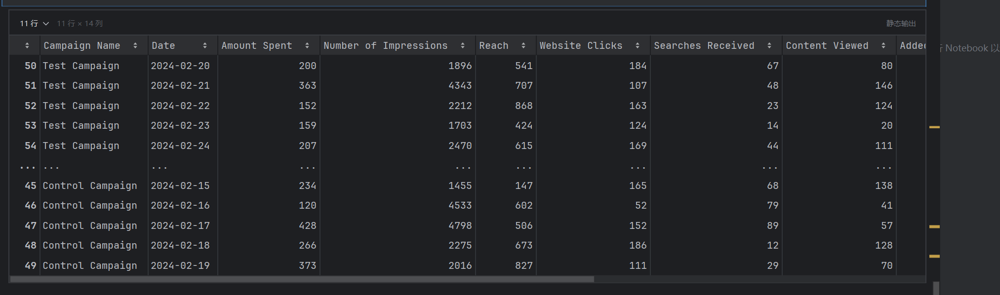 11 行 11 行 × 14 列 静态输出
Campaign Name Date Amount Spent Number of Impressions Reach Website Clicks Searches Received Content Viewed Added
Notebook 以
50 Test Campaign 2024-02-20 200 1896 541 184 67 80
51 Test Campaign 2024-02-21 363 4343 707 107 48 146
52 Test Campaign 2024-02-22 152 2212 868 163 23 124
53 Test Campaign 2024-02-23 159 1703 424 124 14 20
54 Test Campaign 2024-02-24 207 2470 615 169 44 111
... ... ... ... ... ... ... ... ...
45 Control Campaign 2024-02-15 234 1455 147 165 68 138
46 Control Campaign 2024-02-16 120 4533 602 52 79 41
47 Control Campaign 2024-02-17 428 4798 506 152 89 57
48 Control Campaign 2024-02-18 266 2275 673 186 12 128
49 Control Campaign 2024-02-19 373 2016 827 111 29 70